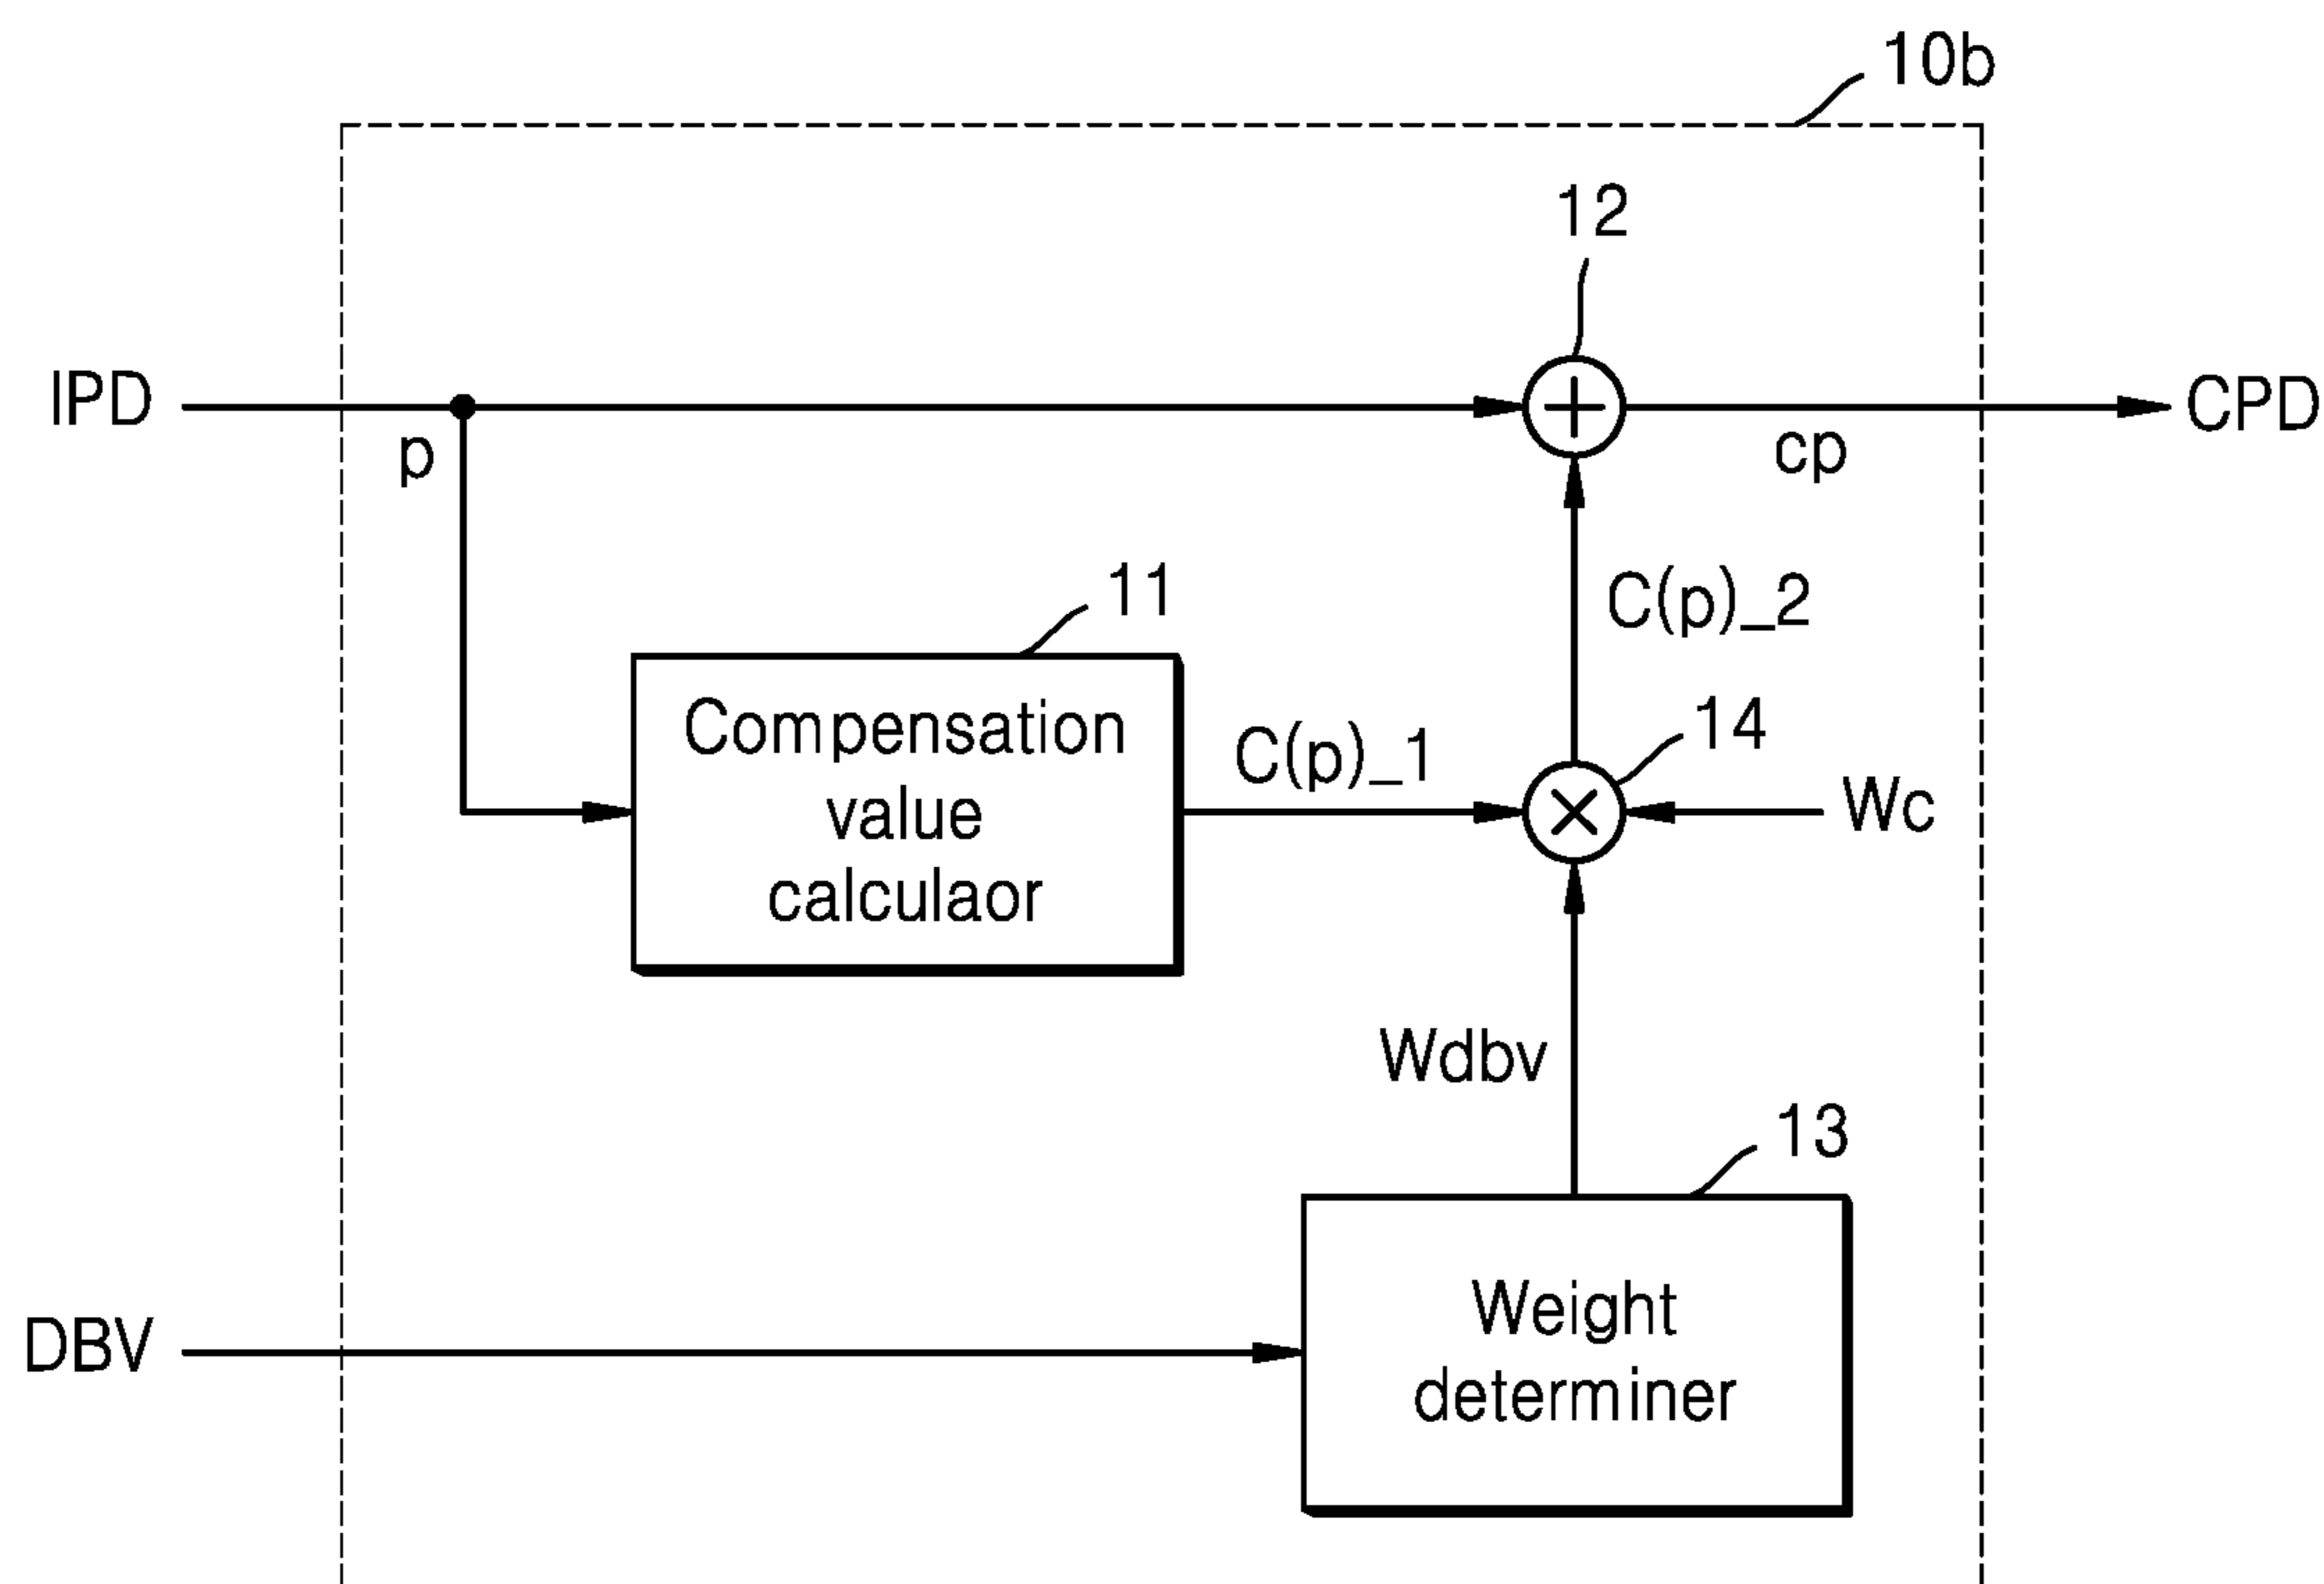 10b
12
IPD
p
cp
CPD
11
C(p)_2
Compensation
value
calculaor
C(p)_1
14
Wc
Wdbv
13
DBV
Weight
determiner